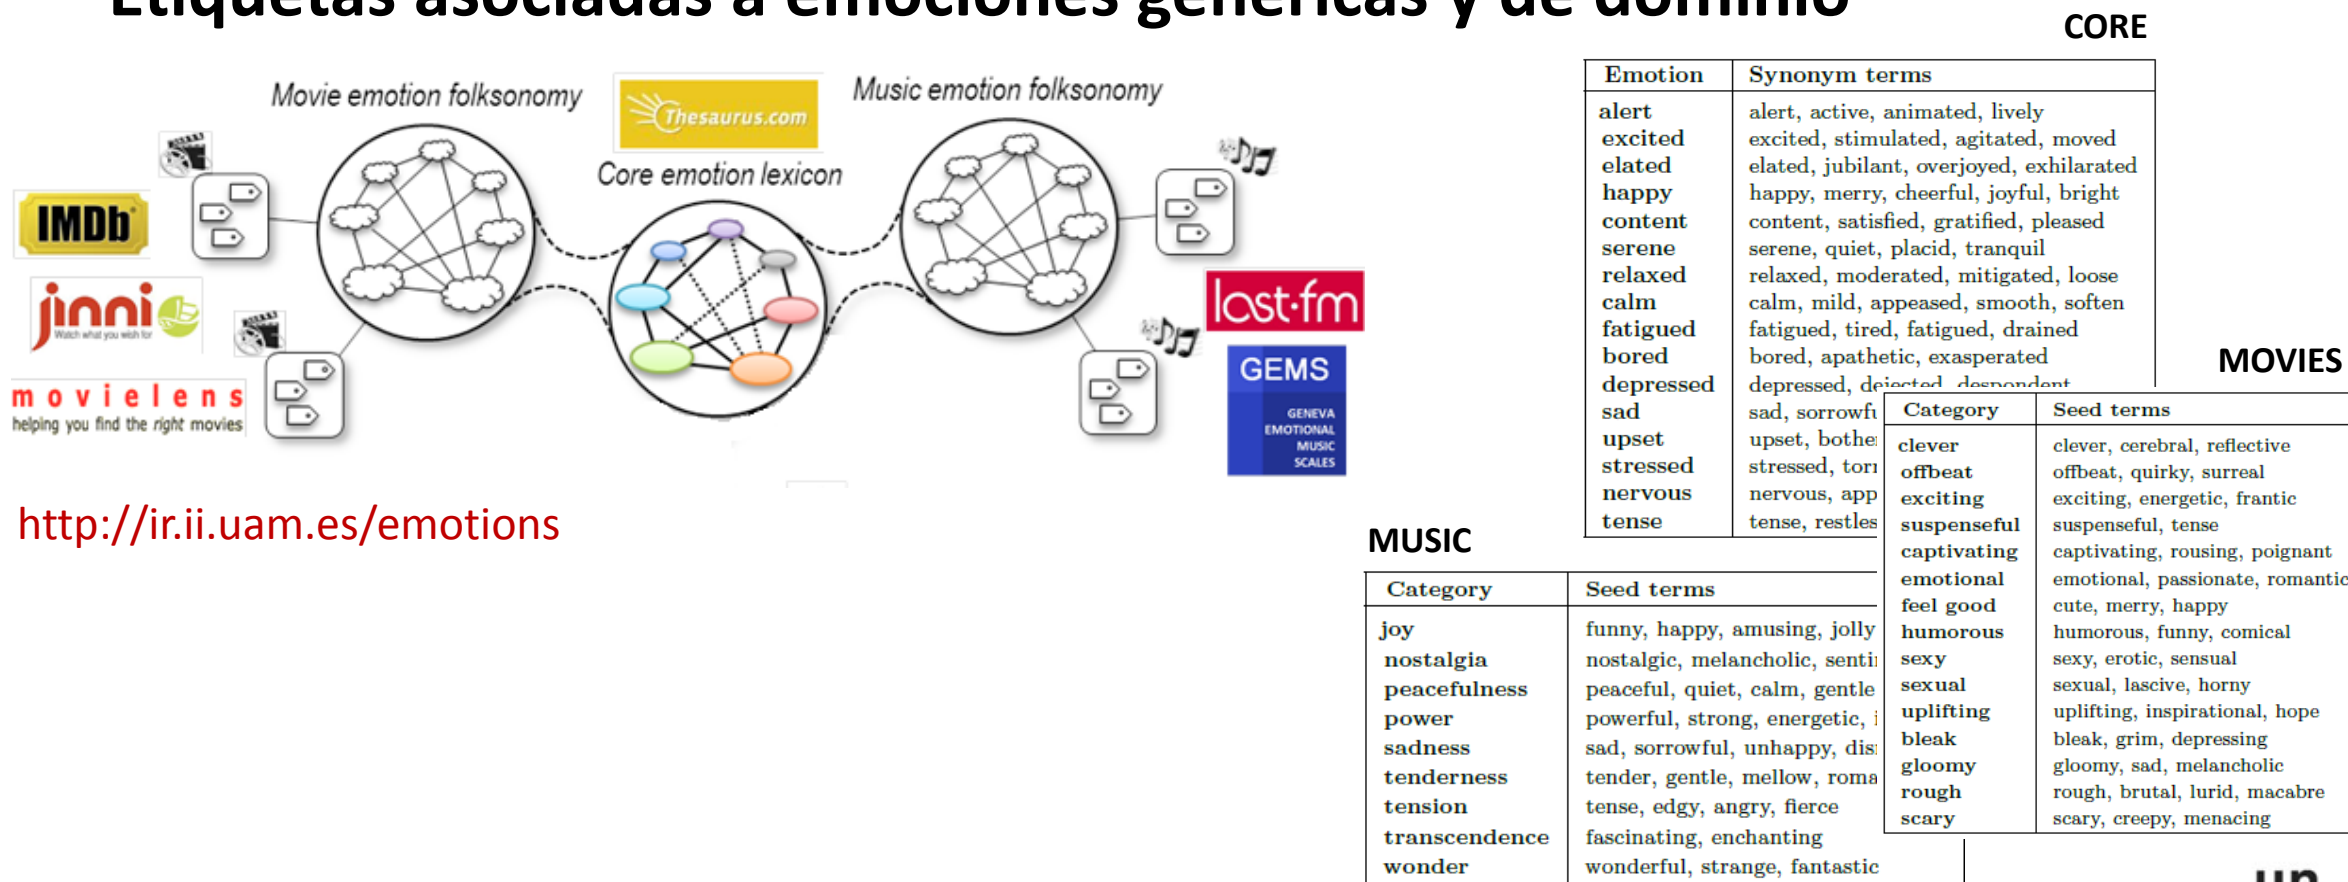 Etiquetas asociadas a emociones genéricas y de dominio
CORE
Movie emotion folksonomy
Thesaurus.com
Music emotion folksonomy
Core emotion lexicon
IMDb
jinni
Watch what you wish for
movielens
helping you find the right movies
last.fm
GEMS
GENEVA
EMOTIONAL
MUSIC
SCALES
http://ir.ii.uam.es/emotions
Emotion Synonym terms
alert alert, active, animated, lively
excited excited, stimulated, agitated, moved
elated elated, jubilant, overjoyed, exhilarated
happy happy, merry, cheerful, joyful, bright
content content, satisfied, gratified, pleased
serene serene, quiet, placid, tranquil
relaxed relaxed, moderated, mitigated, loose
calm calm, mild, appeased, smooth, soften
fatigued fatigued, tired, fatigued, drained
bored bored, apathetic, exasperated
depressed depressed, dejected, despondent
sad sad,
upset upset,
stressed stressed,
nervous nervous,
tense tense,
MOVIES
Category Seed terms
clever clever, cerebral, reflective
offbeat offbeat, quirky, surreal
exciting exciting, energetic, frantic
suspenseful suspenseful, tense
captivating captivating, rousing, poignant
emotional emotional, passionate, romantic
feel good cute, merry, happy
humorous humorous, funny, comical
sexy sexy, erotic, sensual
sexual sexual, lascive, horny
uplifting uplifting, inspirational, hope
bleak bleak, grim, depressing
gloomy gloomy, sad, melancholic
rough rough, brutal, lurid, macabre
scary scary, creepy, menacing
MUSIC
Category Seed terms
joy funny, happy, amusing, jolly
nostalgia nostalgic, melancholic,
peacefulness peaceful, quiet, calm, gentle
power powerful, strong, energetic,
sadness sad, sorrowful, unhappy,
tenderness tender, gentle, mellow,
tension tense, edgy, angry, fierce
transcendence fascinating, enchanting
wonder wonderful, strange, fantastic